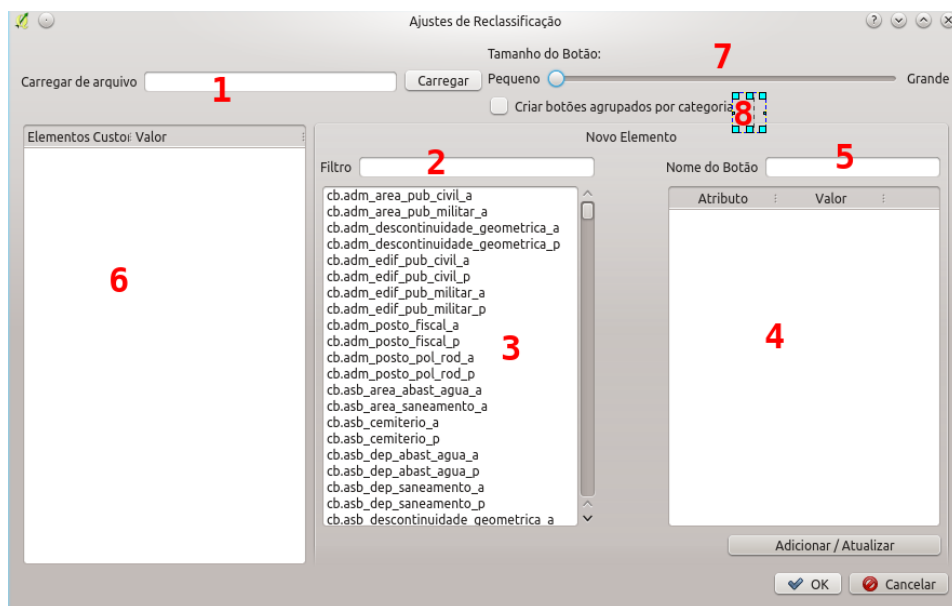 Ajustes de Reclassificação
Tamanho do Botão:
7
Carregar de arquivo 1 Carregar Pequeno Grande
Criar botões agrupados por categoria 8
Elementos Custor Valor
Novo Elemento
Filtro 2
Nome do Botão 5
cb.adm_area_pub_civil_a
cb.adm_area_pub_militar_a
cb.adm_descontinuidade_geometrica_a
cb.adm_descontinuidade_geometrica_p
cb.adm_edif_pub_civil_a
cb.adm_edif_pub_civil_p
cb.adm_edif_pub_militar_a
cb.adm_edif_pub_militar_p
cb.adm_posto_fiscal_a
cb.adm_posto_fiscal_p
cb.adm_posto_pol_rod_a
cb.adm_posto_pol_rod_p
cb.asb_area_abast_agua_a
cb.asb_area_saneamento_a
cb.asb_cemiterio_a
cb.asb_cemiterio_p
cb.asb_dep_abast_agua_a
cb.asb_dep_abast_agua_p
cb.asb_dep_saneamento_a
cb.asb_dep_saneamento_p
cb.asb_descontinuidade_geometrica_a
Atributo Valor
6
3
4
Adicionar / Atualizar
OK Cancelar